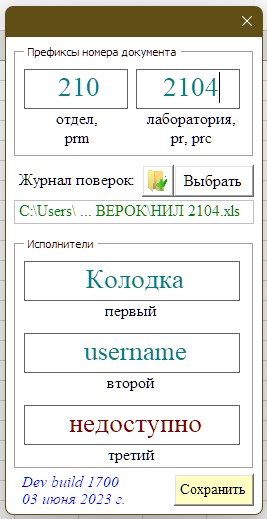 Префиксы номера документа
210 2104
отдел, лаборатория,
prm pr, prc
Журнал поверок: Выбрать
C:\Users\ ... ВЕРОК\НИЛ 2104.xls
Исполнители
Колодка
первый
username
второй
недоступно
третий
Dev build 1700
03 июня 2023 г. Сохранить